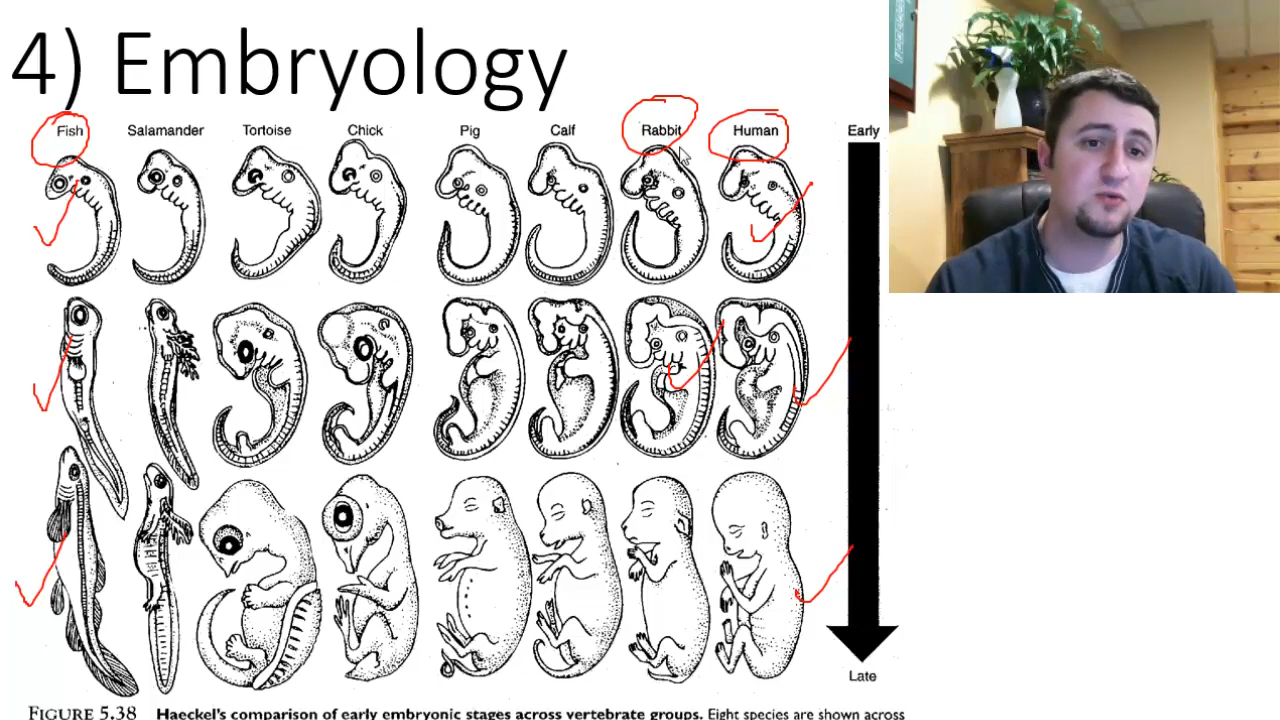 4) Embryology
Fish Salamander Tortoise Chick Pig Calf Rabbit Human Early
Late
FIGURE 5.38 Haeckel's comparison of early embryonic stages across vertebrate groups. Eight species are shown across